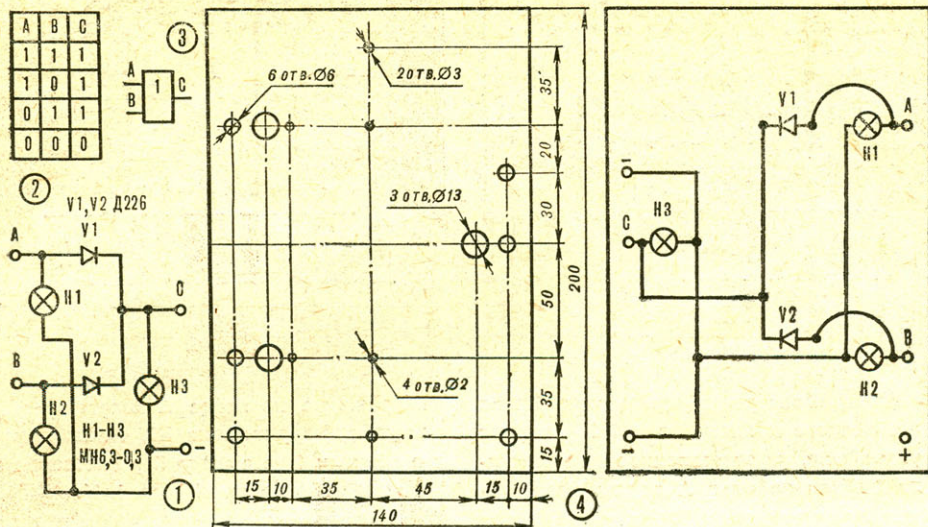 A B C
1 1 1
1 0 1
0 1 1
0 0 0
2
3
A
B
1
C
V1, V2 Д226
V1
A
H1
C
B
V2
H2
H3
H1-H3
МН6,3-0,3
-
1
6 отв. Ø6
2 отв. Ø3
3 отв. Ø13
4 отв. Ø2
35
20
30
50
35
15
200
15 10 35 45 15 10
140
4
V1
A
H1
-
C
H3
V2
B
H2
-
+